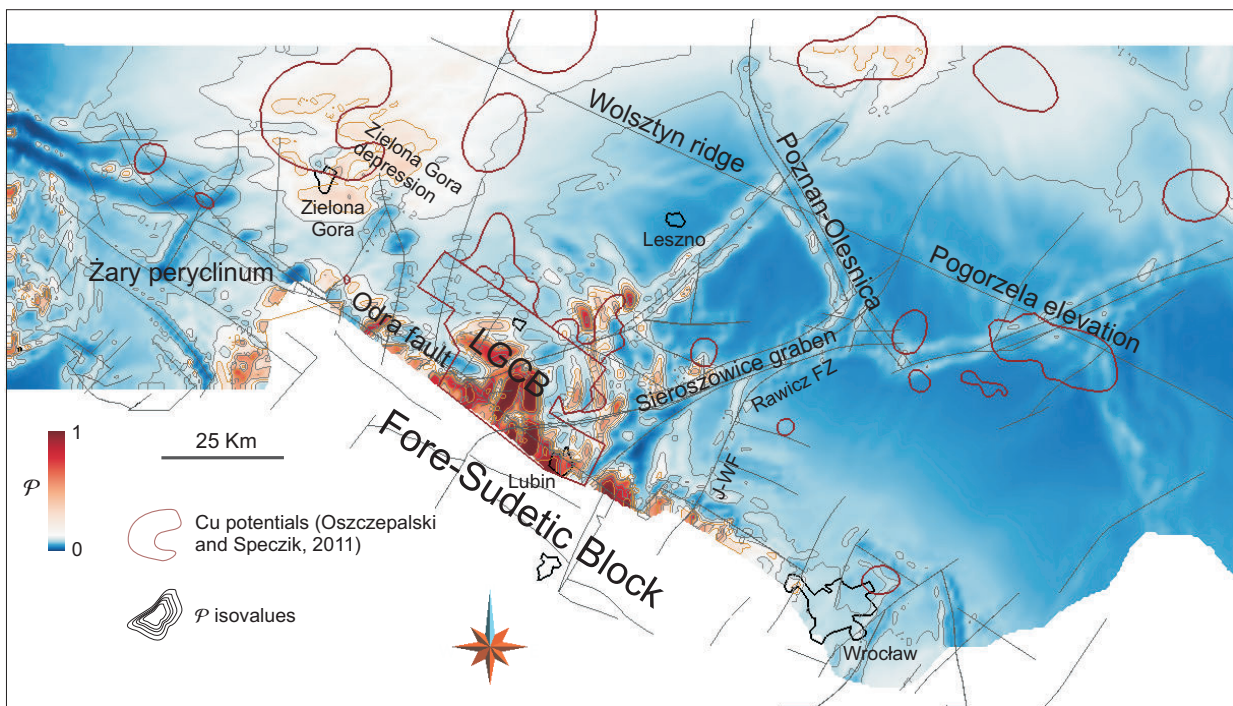 Wolsztyn ridge
Poznan-Olesnica
Zielona Gora
depression
Zielona
Gora
Leszno
Żary peryclinum
Pogorzela elevation
Odra fault
LGCB
Sieroszowice graben
Rawicz FZ
J-WF
Lubin
Fore-Sudetic Block
Wrocław
1
25 Km
𝒫
0
Cu potentials (Oszczepalski
and Speczik, 2011)
𝒫 isovalues